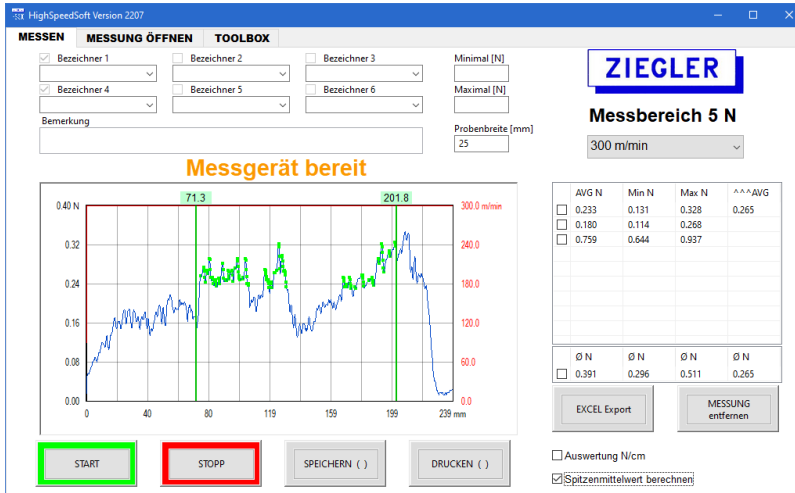 HighSpeedSoft Version 2207
MESSEN MESSUNG ÖFFNEN TOOLBOX
Bezeichner 1 Bezeichner 2 Bezeichner 3 Minimal [N]
Bezeichner 4 Bezeichner 5 Bezeichner 6 Maximal [N]
Bemerkung
Probenbreite [mm]
25
ZIEGLER
Messbereich 5 N
300 m/min
Messgerät bereit
71.3 201.8
0.40 N 300.0 m/min
0.32 240.0
0.24 180.0
0.16 120.0
0.08 60.0
0.00 0.0
0 40 80 119 159 199 239 mm
AVG N Min N Max N ^^^AVG
0.233 0.131 0.328 0.265
0.180 0.114 0.268
0.759 0.644 0.937
Ø N Ø N Ø N Ø N
0.391 0.296 0.511 0.265
EXCEL Export MESSUNG
entfernen
START STOPP SPEICHERN ( ) DRUCKEN ( )
Auswertung N/cm
Spitzenmittelwert berechnen